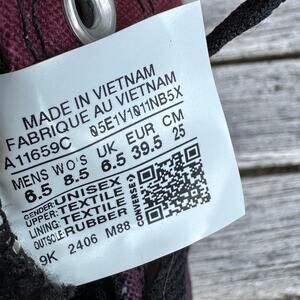 MADE IN VIETNAM
FABRIQUE AU VIETNAM
A11659C 05E1V1011NB5X
MENS WO'S UK EUR CM
6.5 8.5 6.5 39.5 25
GENDER: UNISEX
UPPER: TEXTILE
LINING: TEXTILE
OUTSOLE: RUBBER
CONVERSE
9K 2406 M88